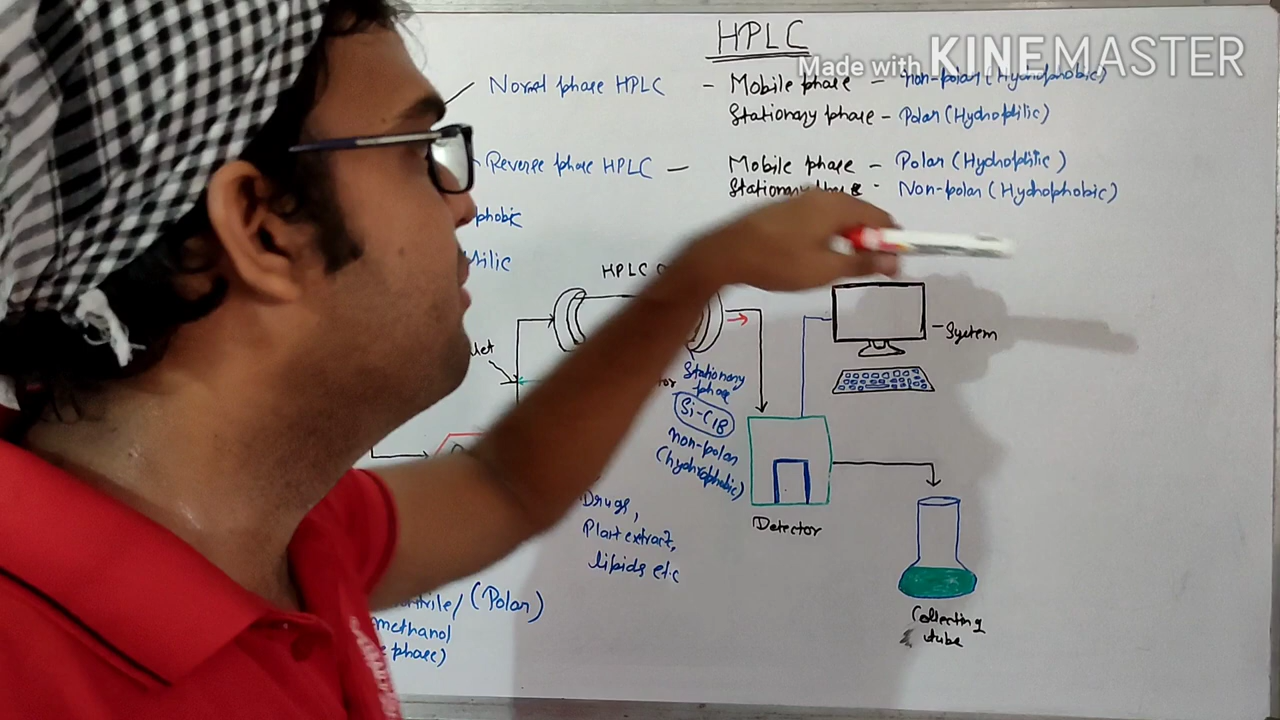 HPLC
Made with KINEMASTER
Normal phase HPLC - Mobile phase - non-polar (Hydrophobic)
Stationary phase - Polar (Hydrophilic)
Reverse phase HPLC - Mobile phase - Polar (Hydrophilic)
Stationary phase - Non-polar (Hydrophobic)
phobic
ilic
HPLC
System
Stationary
phase
Si-C18
non-polar
(hydrophobic)
Detector
Drugs,
Plant extract,
lipids etc
(Polar)
methanol
phase)
Collecting
tube